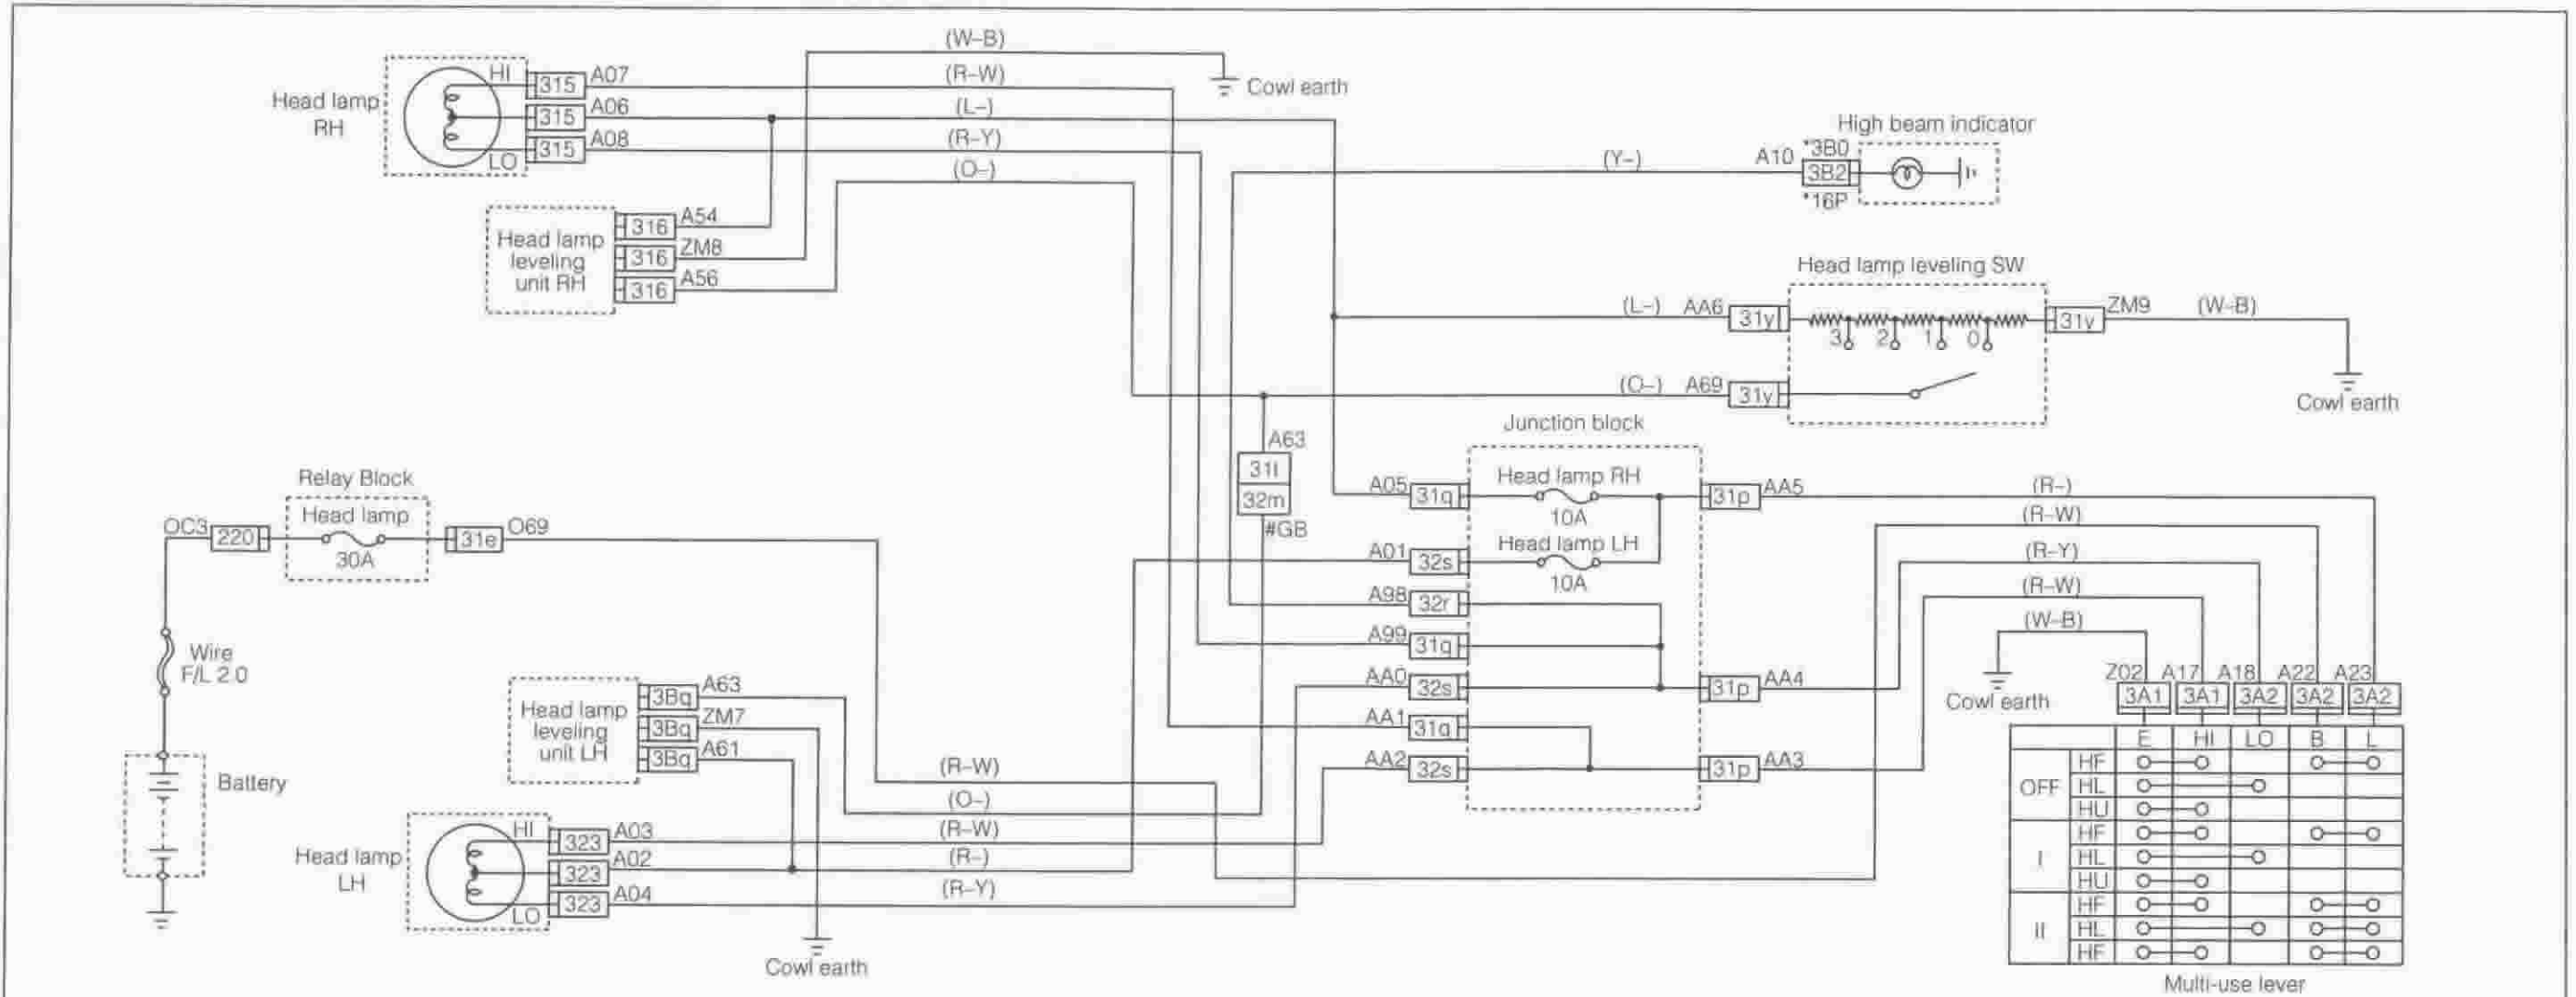 (W–B)
Cowl earth
Head lamp
RH
HI
315 A07
(R–W)
315 A06
(L–)
315 A08
(R–Y)
LO
(O–)
Head lamp
leveling
unit RH
316 A54
316 ZM8
316 A56
High beam indicator
(Y–)
A10
*3B0
3B2
*16P
Head lamp leveling SW
(L–) AA6 31y
3 2 1 0
31y ZM9 (W–B)
Cowl earth
(O–) A69 31y
A63
31l
32m
#GB
Relay Block
Head lamp
30A
OC3 220
31e O69
Wire
F/L 2.0
Battery
Junction block
Head lamp RH
10A
Head lamp LH
10A
A05 31q
A01 32s
A98 32r
A99 31q
AA0 32s
AA1 31q
AA2 32s
31p AA5
31p AA4
31p AA3
(R–)
(R–W)
(R–Y)
(R–W)
(W–B)
Cowl earth
Head lamp
leveling
unit LH
3Bq A63
3Bq ZM7
3Bq A61
(R–W)
(O–)
Head lamp
LH
HI
323 A03
(R–W)
323 A02
(R–)
323 A04
(R–Y)
LO
Cowl earth
Z02 A17 A18 A22 A23
3A1 3A1 3A2 3A2 3A2
E HI LO B L
OFF
HF
HL
HU
I
HF
HL
HU
II
HF
HL
HF
Multi-use lever